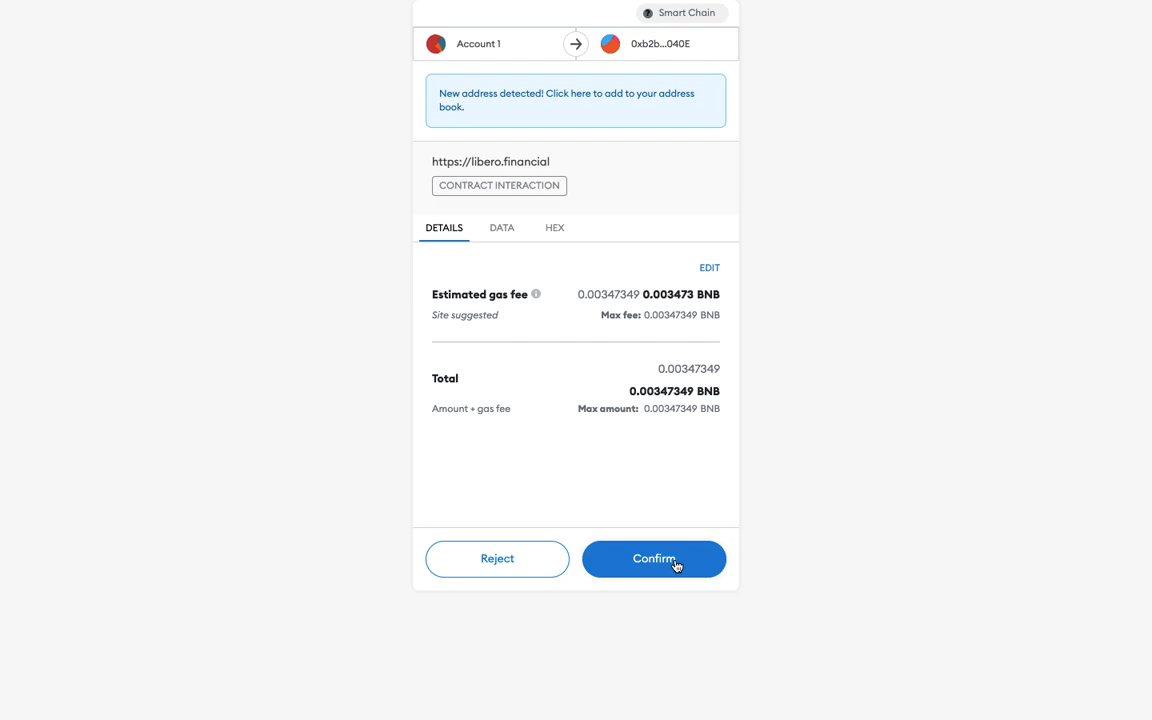 Smart Chain
Account 1
0xb2b...040E
New address detected! Click here to add to your address
book.
https://libero.financial
CONTRACT INTERACTION
DETAILS DATA HEX
EDIT
Estimated gas fee 0.00347349 0.003473 BNB
Site suggested Max fee: 0.00347349 BNB
0.00347349
Total
0.00347349 BNB
Amount + gas fee Max amount: 0.00347349 BNB
Reject Confirm